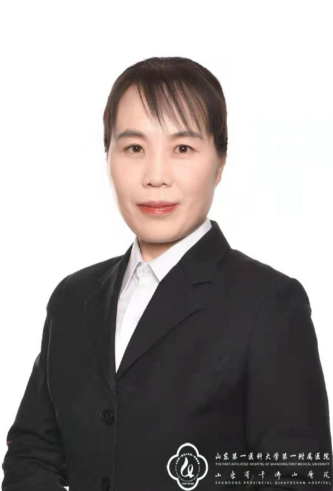 山东第一医科大学第一附属医院
THE FIRST AFFILIATED HOSPITAL OF SHANDONG FIRST MEDICAL UNIVERSITY
山东省千佛山医院
SHANDONG PROVINCIAL QIANFOSHAN HOSPITAL